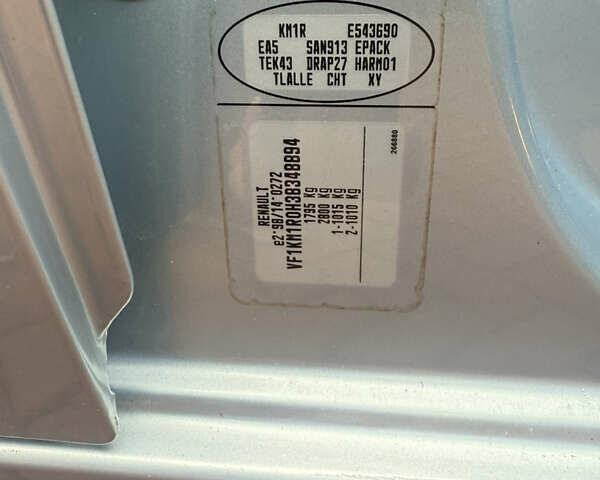 KM1R E543690
EA5 SAN913 EPACK
TEK43 DRAP27 HARM01
TLALLE CHT XY
RENAULT
e2*98/14*0272
VF1KM1R0H38348894
1795 Kg
2800 Kg
1-1015 Kg
2-1010 Kg
266880